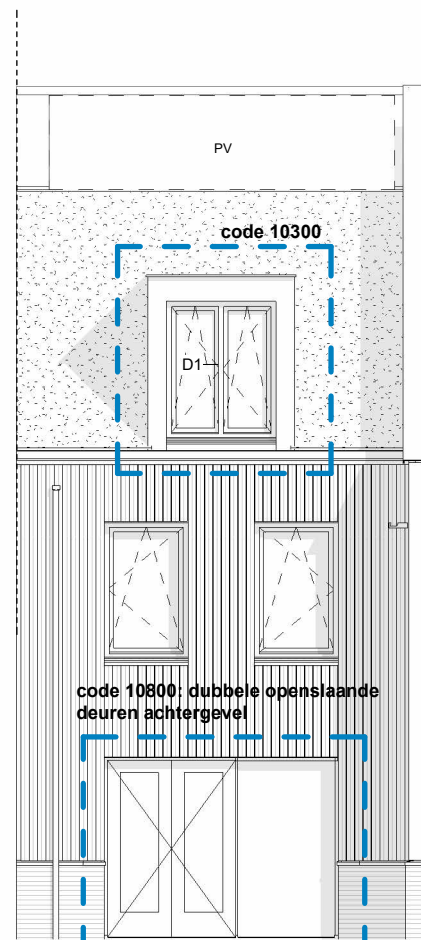 PV
code 10300
D1
code 10800: dubbele openslaande
deuren achtergevel